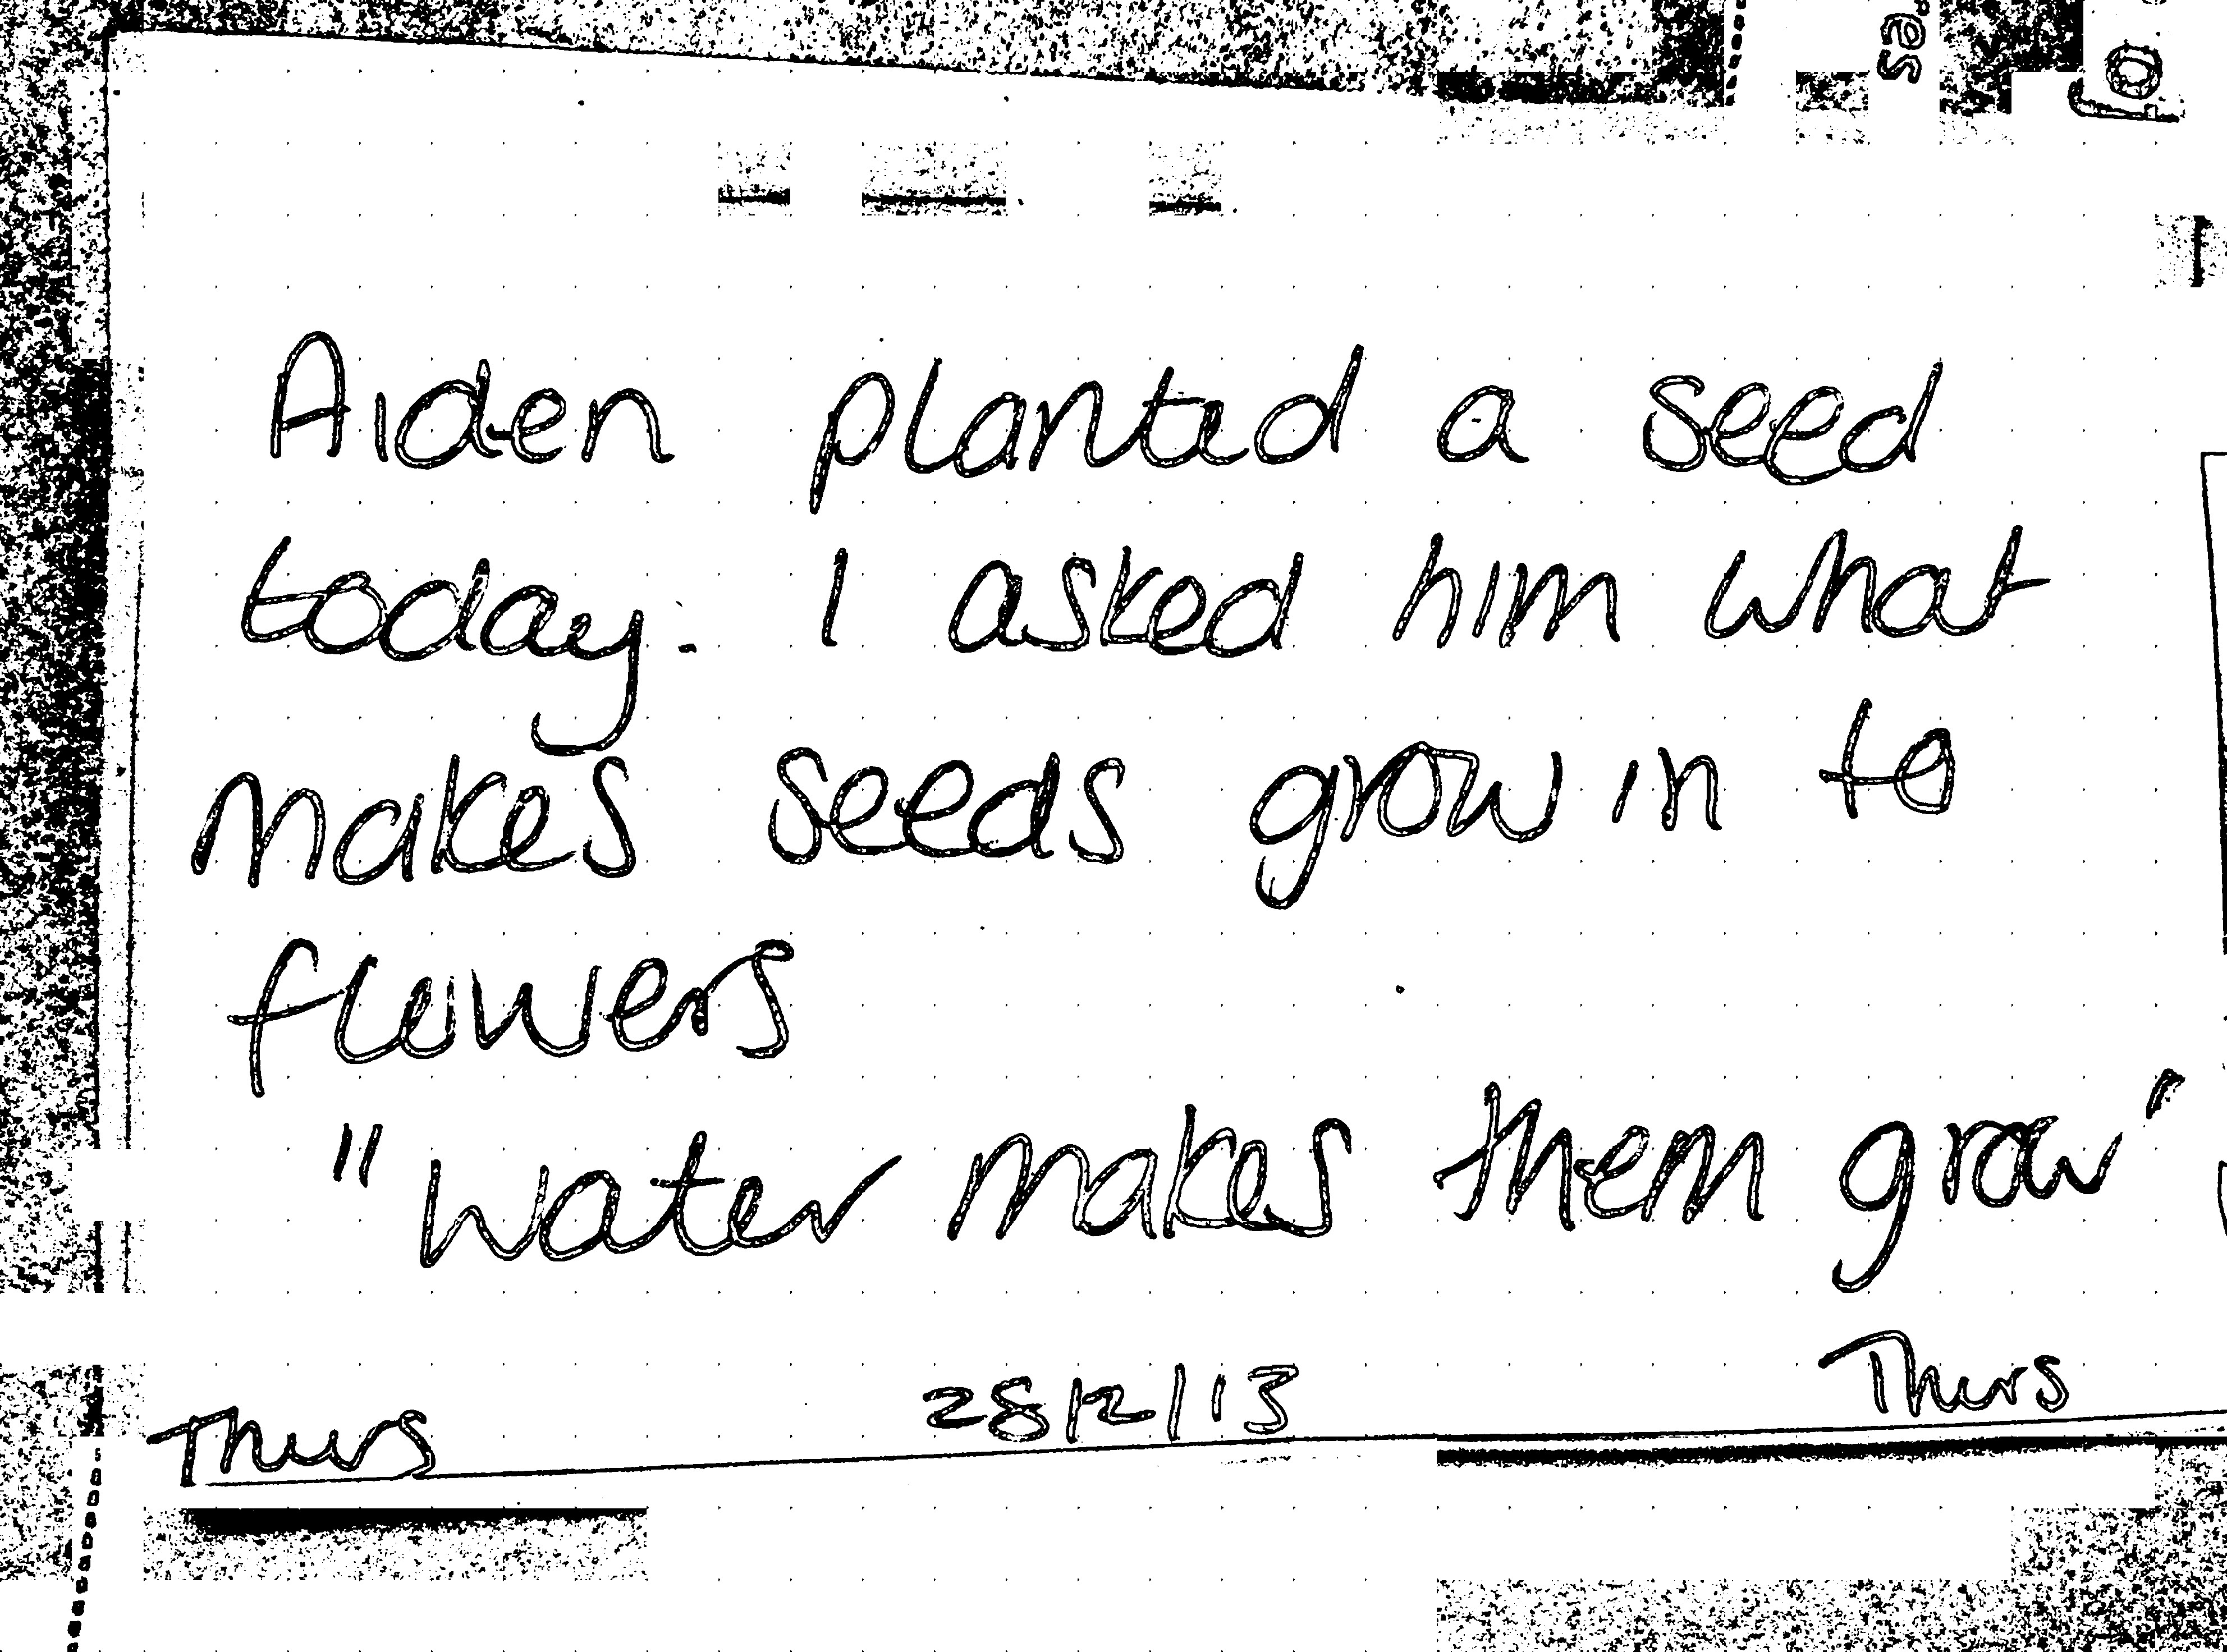 Aiden planted a seed
today. I asked him what
makes seeds grow in to
flowers
"water makes them grow"
Thurs 28/2/13 Thurs